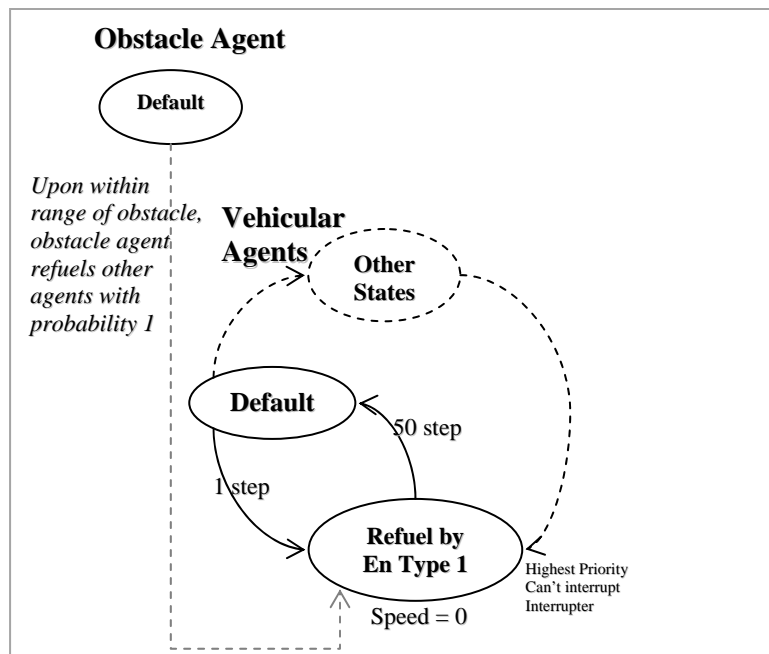 Obstacle Agent
Default
Upon within
range of obstacle,
obstacle agent
refuels other
agents with
probability 1
Vehicular
Agents
Other
States
Default
50 step
1 step
Refuel by
En Type 1
Highest Priority
Can't interrupt
Interrupter
Speed = 0